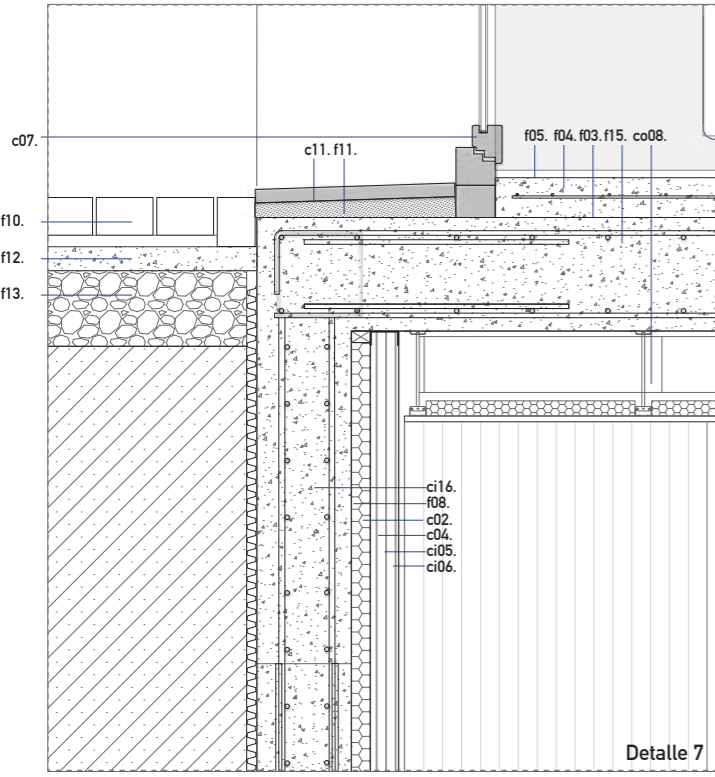 c07.
c11. f11.
f05. f04. f03. f15. co08.
f10.
f12.
f13.
ci16.
f08.
c02.
c04.
ci05.
ci06.
Detalle 7